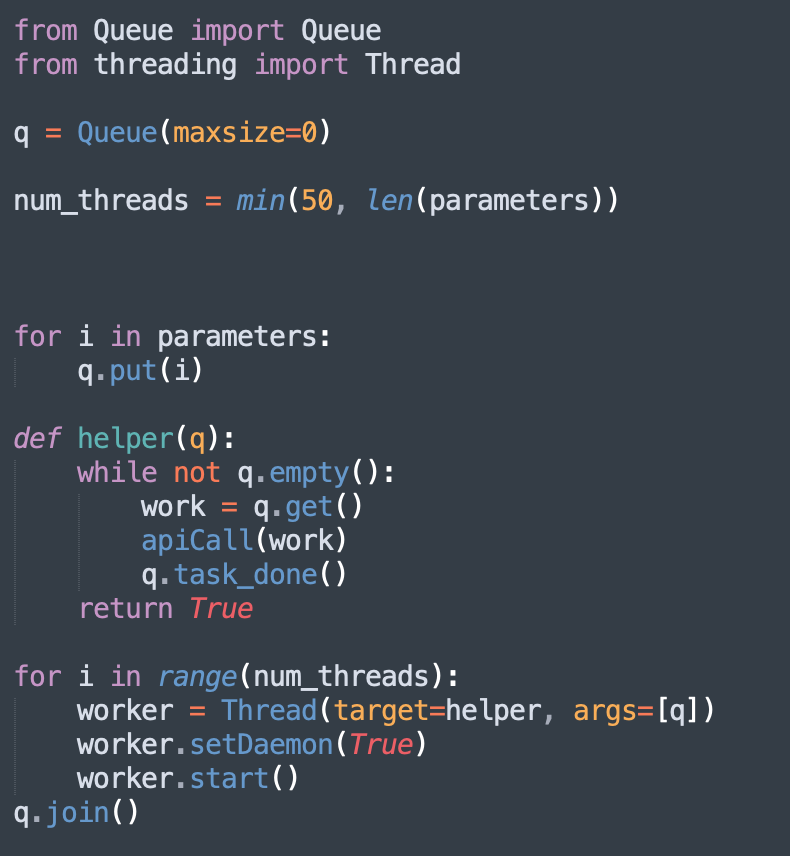 from Queue import Queue
from threading import Thread

q = Queue(maxsize=0)

num_threads = min(50, len(parameters))

for i in parameters:
    q.put(i)

def helper(q):
    while not q.empty():
        work = q.get()
        apiCall(work)
        q.task_done()
    return True

for i in range(num_threads):
    worker = Thread(target=helper, args=[q])
    worker.setDaemon(True)
    worker.start()
q.join()